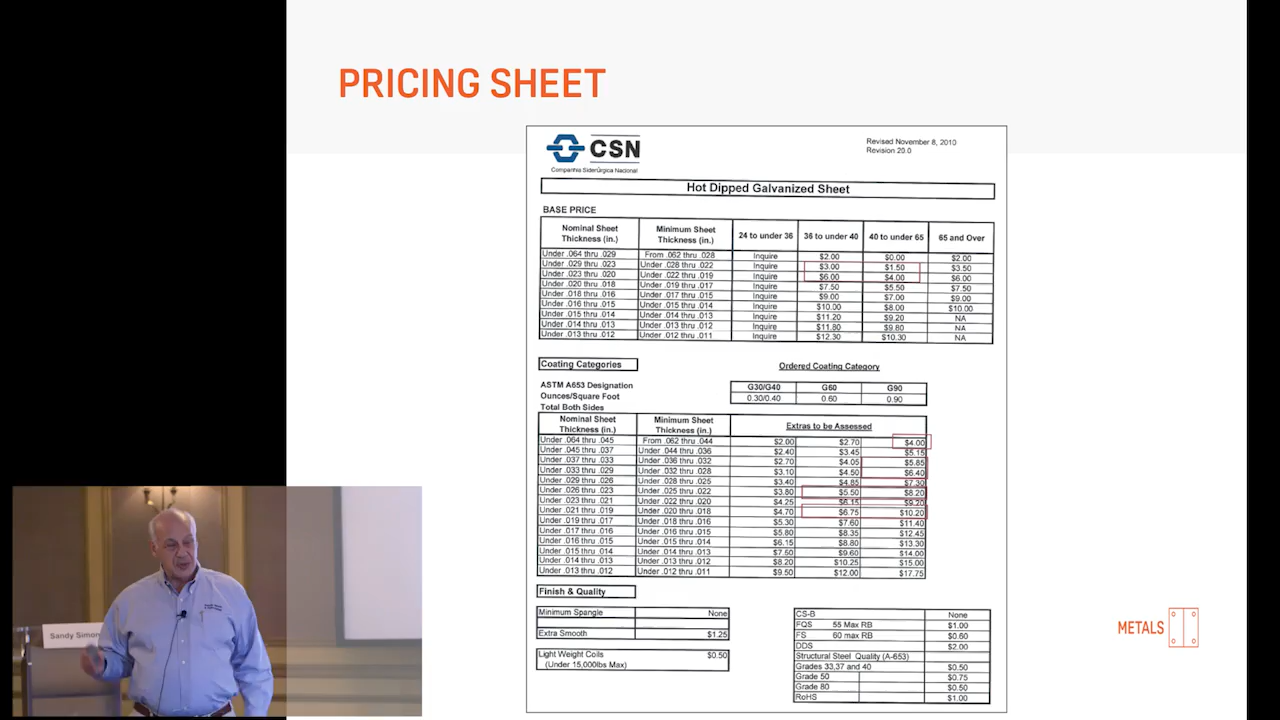 PRICING SHEET
CSN
Companhia Siderúrgica Nacional
Revised November 8, 2010
Revision 20.0
Hot Dipped Galvanized Sheet
BASE PRICE
Nominal Sheet Thickness (in.) Minimum Sheet Thickness (in.) 24 to under 36 36 to under 40 40 to under 65 65 and Over
Under .064 thru .029 From .062 thru .028 Inquire $2.00 $0.00 $2.00
Under .029 thru .023 Under .028 thru .022 Inquire $3.00 $1.50 $3.50
Under .023 thru .020 Under .022 thru .019 Inquire $6.00 $4.00 $6.00
Under .020 thru .018 Under .019 thru .017 Inquire $7.50 $5.50 $7.50
Under .018 thru .016 Under .017 thru .015 Inquire $9.00 $7.00 $9.00
Under .016 thru .015 Under .015 thru .014 Inquire $10.00 $8.00 $10.00
Under .015 thru .014 Under .014 thru .013 Inquire $11.20 $9.20 NA
Under .014 thru .013 Under .013 thru .012 Inquire $11.80 $9.80 NA
Under .013 thru .012 Under .012 thru .011 Inquire $12.30 $10.30 NA
Coating Categories
Ordered Coating Category
ASTM A653 Designation G30/G40 G60 G90
Ounces/Square Foot 0.30/0.40 0.60 0.90
Total Both Sides
Nominal Sheet Thickness (in.) Minimum Sheet Thickness (in.) Extras to be Assessed
Under .064 thru .045 From .062 thru .044 $2.00 $2.70 $4.00
Under .045 thru .037 Under .044 thru .036 $2.40 $3.45 $5.15
Under .037 thru .033 Under .036 thru .032 $2.70 $4.05 $5.85
Under .033 thru .029 Under .032 thru .028 $3.10 $4.50 $6.40
Under .029 thru .026 Under .028 thru .025 $3.40 $4.85 $7.30
Under .026 thru .023 Under .025 thru .022 $3.80 $5.50 $8.20
Under .023 thru .021 Under .022 thru .020 $4.25 $6.15 $9.20
Under .021 thru .019 Under .020 thru .018 $4.70 $6.75 $10.20
Under .019 thru .017 Under .018 thru .016 $5.30 $7.60 $11.40
Under .017 thru .016 Under .016 thru .015 $5.80 $8.35 $12.45
Under .016 thru .015 Under .015 thru .014 $6.15 $8.80 $13.30
Under .015 thru .014 Under .014 thru .013 $7.50 $9.60 $14.00
Under .014 thru .013 Under .013 thru .012 $8.20 $10.25 $15.00
Under .013 thru .012 Under .012 thru .011 $9.50 $12.00 $17.75
Finish & Quality
Minimum Spangle None
Extra Smooth $1.25
Light Weight Coils $0.50
(Under 15,000lbs Max)
CS-B None
FQS 55 Max RB $1.00
FS 60 max RB $0.60
DDS $2.00
Structural Steel Quality (A-653)
Grades 33,37 and 40 $0.50
Grade 50 $0.75
Grade 80 $0.50
RoHS $1.00
METALS
Sandy Simon